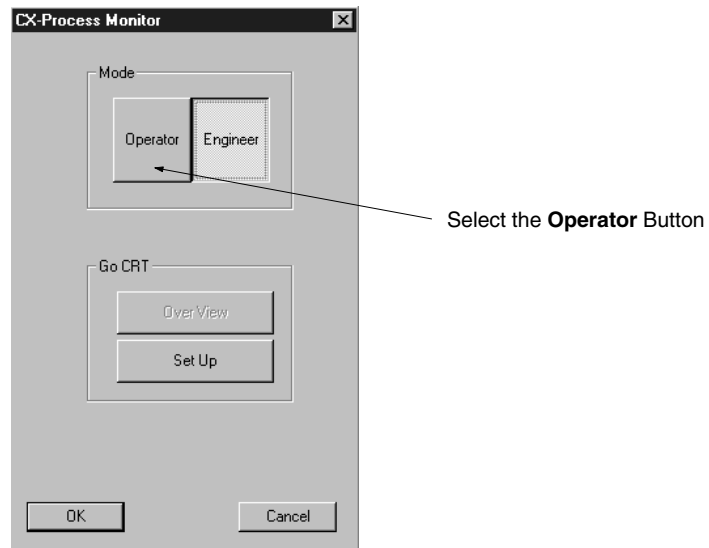 CX-Process Monitor
Mode
Operator Engineer
Select the Operator Button
Go CRT
Over View
Set Up
OK Cancel